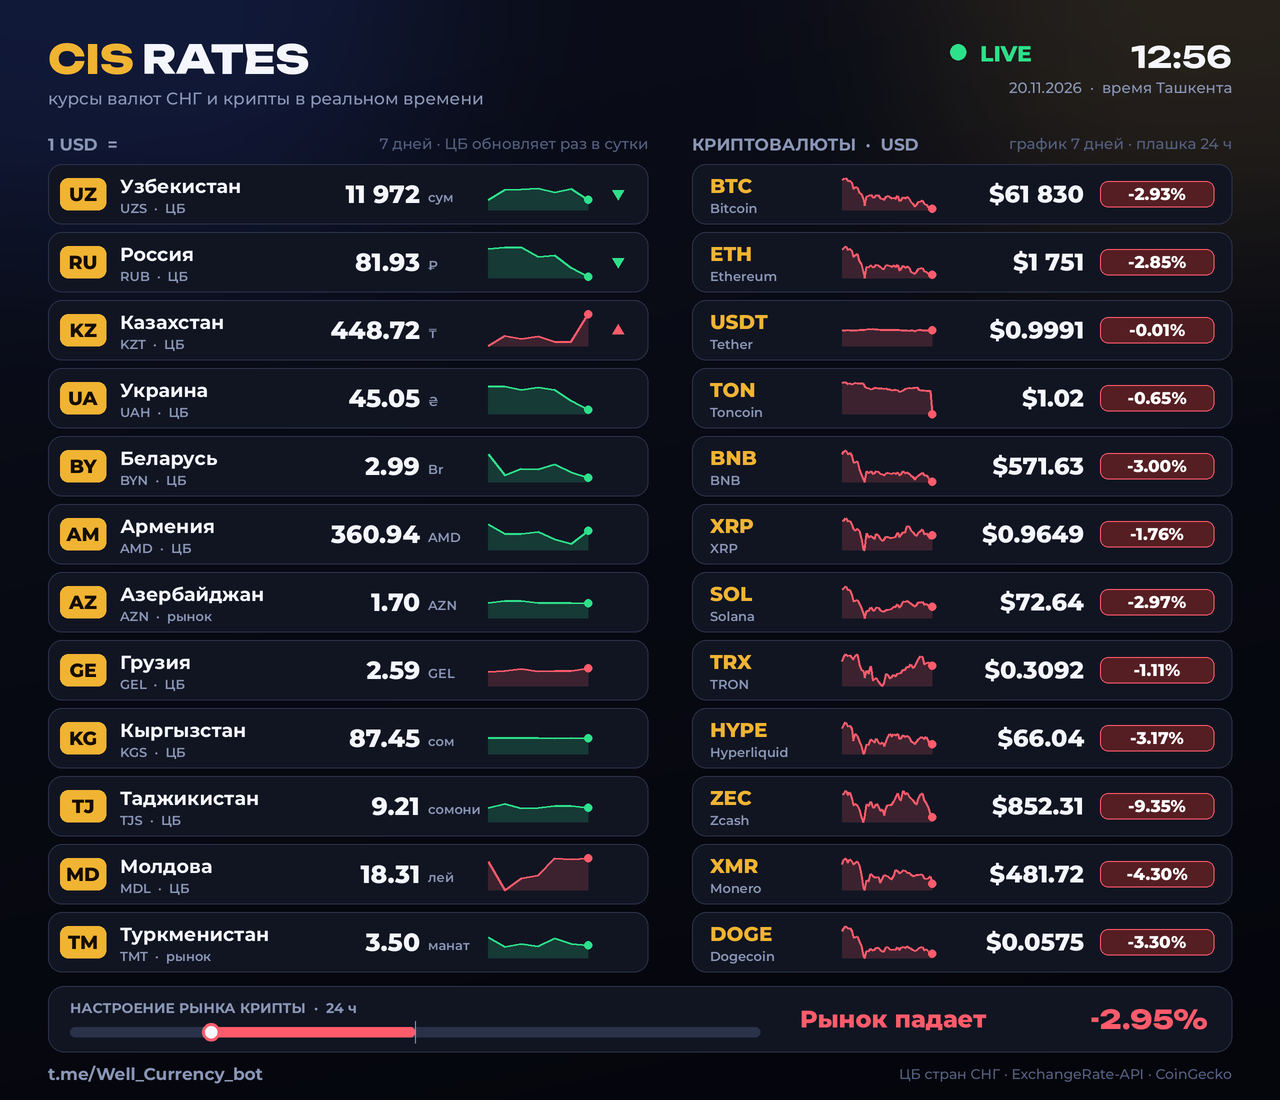 CIS RATES
курсы валют СНГ и крипты в реальном времени
LIVE 12:56
20.11.2026 · время Ташкента
1 USD = 7 дней · ЦБ обновляет раз в сутки
UZ Узбекистан 11 972 сум
UZS · ЦБ
RU Россия 81.93 ₽
RUB · ЦБ
KZ Казахстан 448.72 ₸
KZT · ЦБ
UA Украина 45.05 ₴
UAH · ЦБ
BY Беларусь 2.99 Br
BYN · ЦБ
AM Армения 360.94 AMD
AMD · ЦБ
AZ Азербайджан 1.70 AZN
AZN · рынок
GE Грузия 2.59 GEL
GEL · ЦБ
KG Кыргызстан 87.45 сом
KGS · ЦБ
TJ Таджикистан 9.21 сомони
TJS · ЦБ
MD Молдова 18.31 лей
MDL · ЦБ
TM Туркменистан 3.50 манат
TMT · рынок
КРИПТОВАЛЮТЫ · USD график 7 дней · плашка 24 ч
BTC $61 830 -2.93%
Bitcoin
ETH $1 751 -2.85%
Ethereum
USDT $0.9991 -0.01%
Tether
TON $1.02 -0.65%
Toncoin
BNB $571.63 -3.00%
BNB
XRP $0.9649 -1.76%
XRP
SOL $72.64 -2.97%
Solana
TRX $0.3092 -1.11%
TRON
HYPE $66.04 -3.17%
Hyperliquid
ZEC $852.31 -9.35%
Zcash
XMR $481.72 -4.30%
Monero
DOGE $0.0575 -3.30%
Dogecoin
НАСТРОЕНИЕ РЫНКА КРИПТЫ · 24 ч
Рынок падает -2.95%
t.me/Well_Currency_bot
ЦБ стран СНГ · ExchangeRate-API · CoinGecko